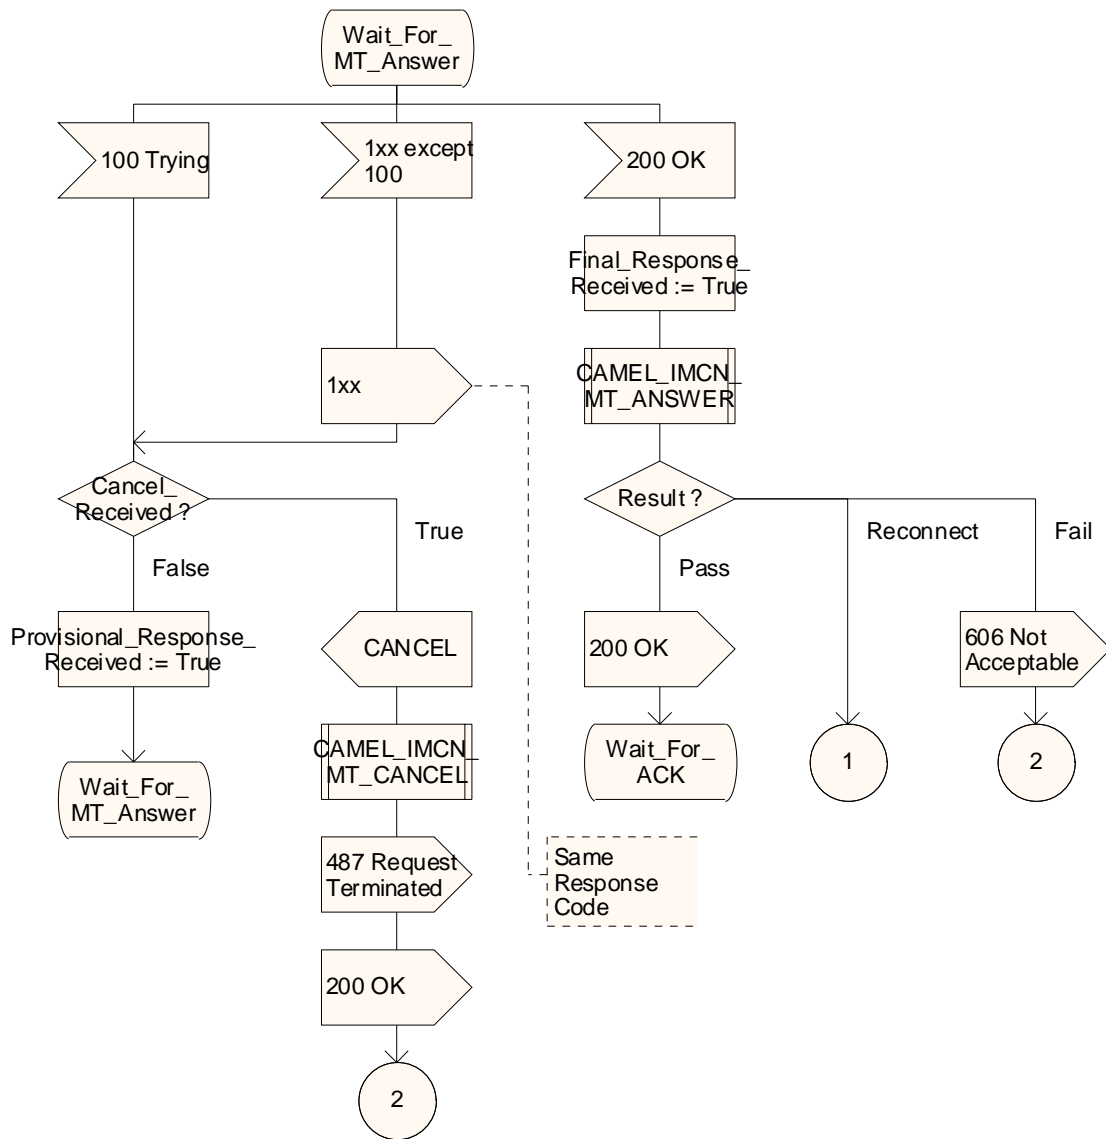 Wait_For_
MT_Answer
100 Trying
1xx except
100
200 OK
Final_Response_
Received := True
1xx
CAMEL_IMCN_
MT_ANSWER
Cancel_
Received ?
Result ?
True
Reconnect
Fail
False
Pass
Provisional_Response_
Received := True
CANCEL
200 OK
606 Not
Acceptable
CAMEL_IMCN_
MT_CANCEL
Wait_For_
ACK
1
2
Wait_For_
MT_Answer
487 Request
Terminated
Same
Response
Code
200 OK
2